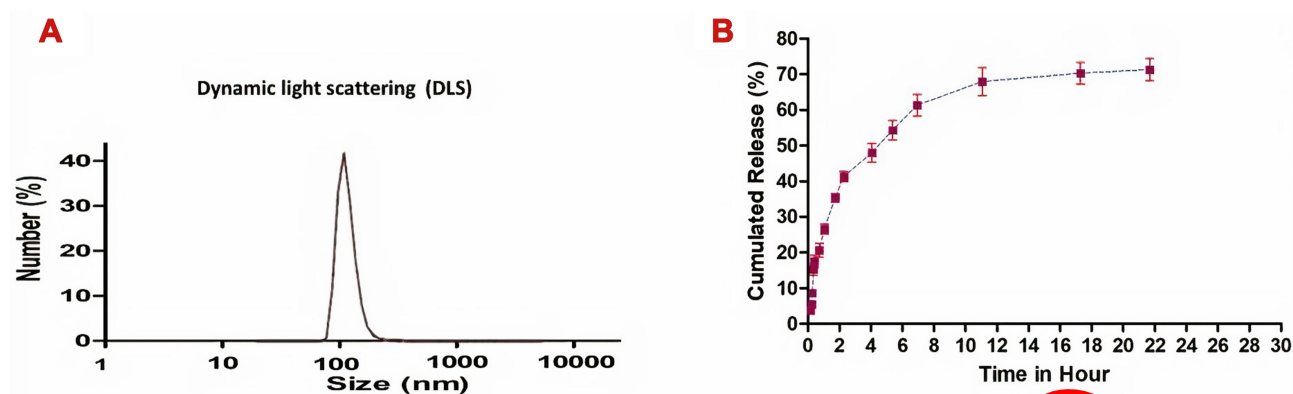 A
Dynamic light scattering (DLS)
Number (%)
40
30
20
10
0
1 10 100 1000 10000
Size (nm)
B
Cumulated Release (%)
80
70
60
50
40
30
20
10
0
0 2 4 6 8 10 12 14 16 18 20 22 24 26 28 30
Time in Hour